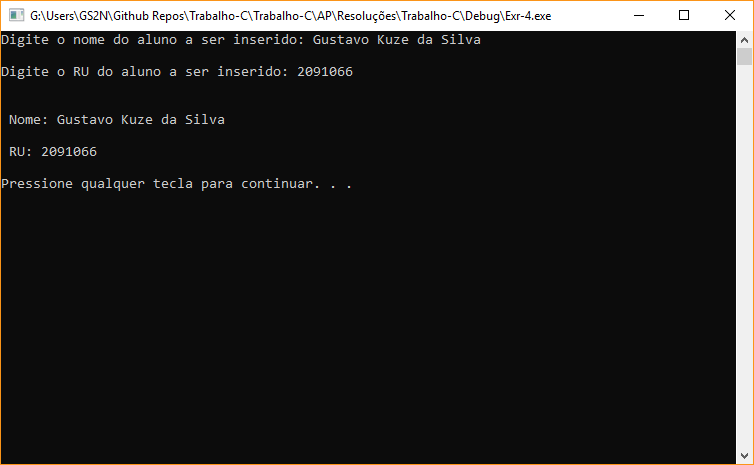 G:\Users\GS2N\Github Repos\Trabalho-C\Trabalho-C\AP\Resoluções\Trabalho-C\Debug\Exr-4.exe
Digite o nome do aluno a ser inserido: Gustavo Kuze da Silva
Digite o RU do aluno a ser inserido: 2091066
Nome: Gustavo Kuze da Silva
RU: 2091066
Pressione qualquer tecla para continuar. . .